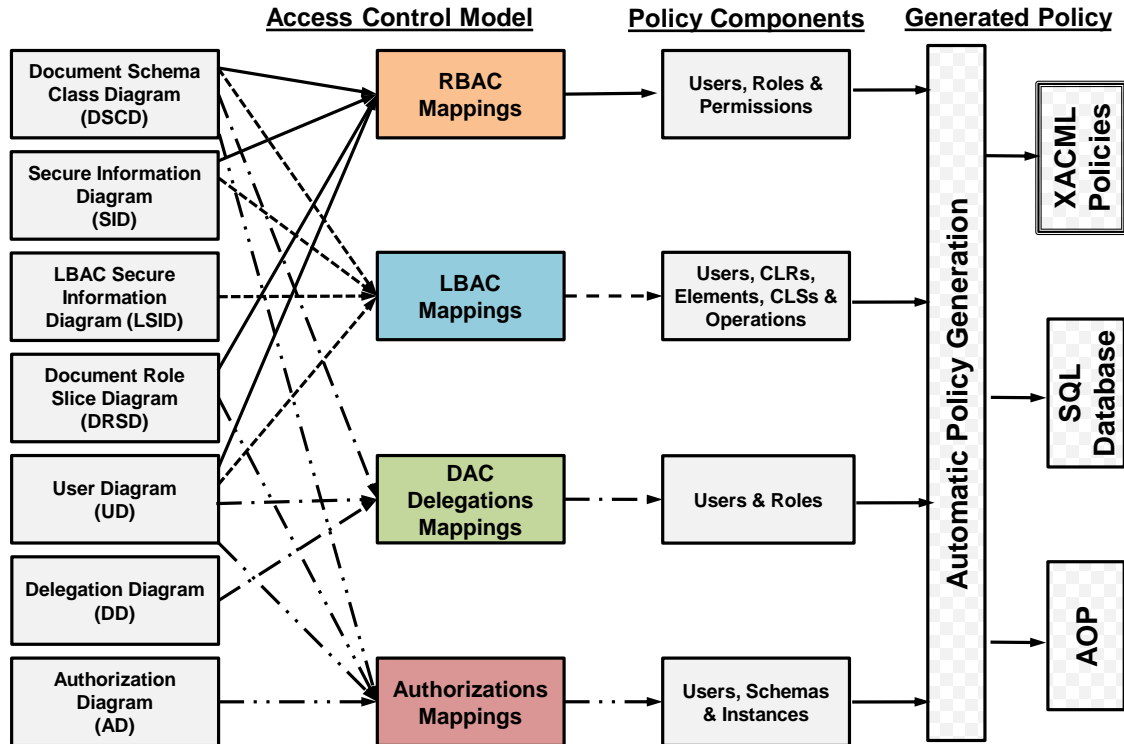 Access Control Model
Policy Components
Generated Policy
Document Schema
Class Diagram
(DSCD)
Secure Information
Diagram
(SID)
LBAC Secure
Information
Diagram (LSID)
Document Role
Slice Diagram
(DRSD)
User Diagram
(UD)
Delegation Diagram
(DD)
Authorization
Diagram
(AD)
RBAC
Mappings
LBAC
Mappings
DAC
Delegations
Mappings
Authorizations
Mappings
Users, Roles &
Permissions
Users, CLRs,
Elements, CLSs &
Operations
Users & Roles
Users, Schemas
& Instances
Automatic Policy Generation
XACML
Policies
SQL
Database
AOP